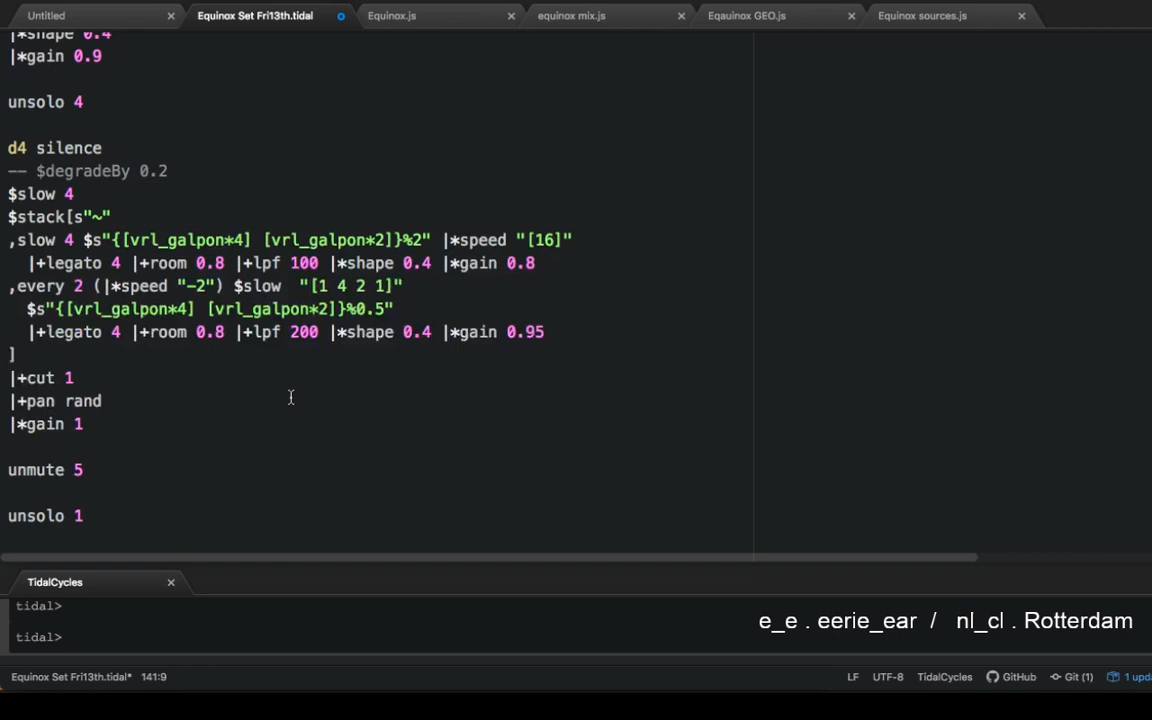 Untitled
Equinox Set Fri13th.tidal
Equinox.js
equinox mix.js
Eqauinox GEO.js
Equinox sources.js
|*shape 0.4
|*gain 0.9
unsolo 4
d4 silence
-- $degradeBy 0.2
$slow 4
$stack[s"~"
,slow 4 $s"{[vrl_galpon*4] [vrl_galpon*2]}%2" |*speed "[16]"
|+legato 4 |+room 0.8 |+lpf 100 |*shape 0.4 |*gain 0.8
,every 2 (|*speed "-2") $slow "[1 4 2 1]"
$s"{[vrl_galpon*4] [vrl_galpon*2]}%0.5"
|+legato 4 |+room 0.8 |+lpf 200 |*shape 0.4 |*gain 0.95
]
|+cut 1
|+pan rand
|*gain 1
unmute 5
unsolo 1
TidalCycles
tidal>
tidal>
e_e . eerie_ear / nl_cl . Rotterdam
Equinox Set Fri13th.tidal* 141:9 LF UTF-8 TidalCycles GitHub Git (1) 1 upda